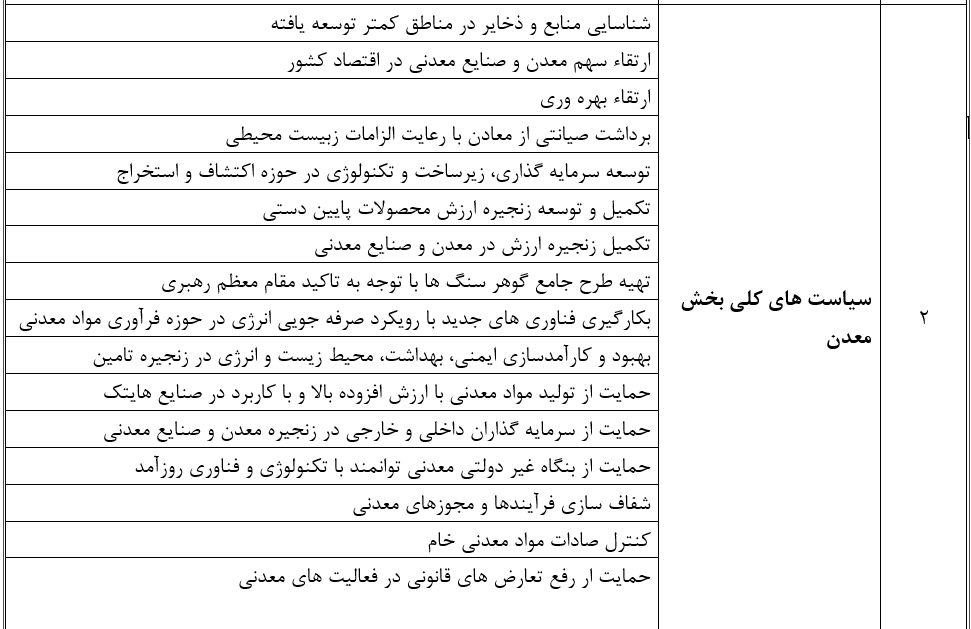 ۲
سیاست های کلی بخش
معدن
شناسایی منابع و ذخایر در مناطق کمتر توسعه یافته
ارتقاء سهم معدن و صنایع معدنی در اقتصاد کشور
ارتقاء بهره وری
برداشت صیانتی از معادن با رعایت الزامات زبیست محیطی
توسعه سرمایه گذاری، زیرساخت و تکنولوژی در حوزه اکتشاف و استخراج
تکمیل و توسعه زنجیره ارزش محصولات پایین دستی
تکمیل زنجیره ارزش در معدن و صنایع معدنی
تهیه طرح جامع گوهر سنگ ها با توجه به تاکید مقام معظم رهبری
بکارگیری فناوری های جدید با رویکرد صرفه جویی انرژی در حوزه فرآوری مواد معدنی
بهبود و کارآمدسازی ایمنی، بهداشت، محیط زیست و انرژی در زنجیره تامین
حمایت از تولید مواد معدنی با ارزش افزوده بالا و با کاربرد در صنایع هایتک
حمایت از سرمایه گذاران داخلی و خارجی در زنجیره معدن و صنایع معدنی
حمایت از بنگاه غیر دولتی معدنی توانمند با تکنولوژی و فناوری روزآمد
شفاف سازی فرآیندها و مجوزهای معدنی
کنترل صادات مواد معدنی خام
حمایت ار رفع تعارض های قانونی در فعالیت های معدنی